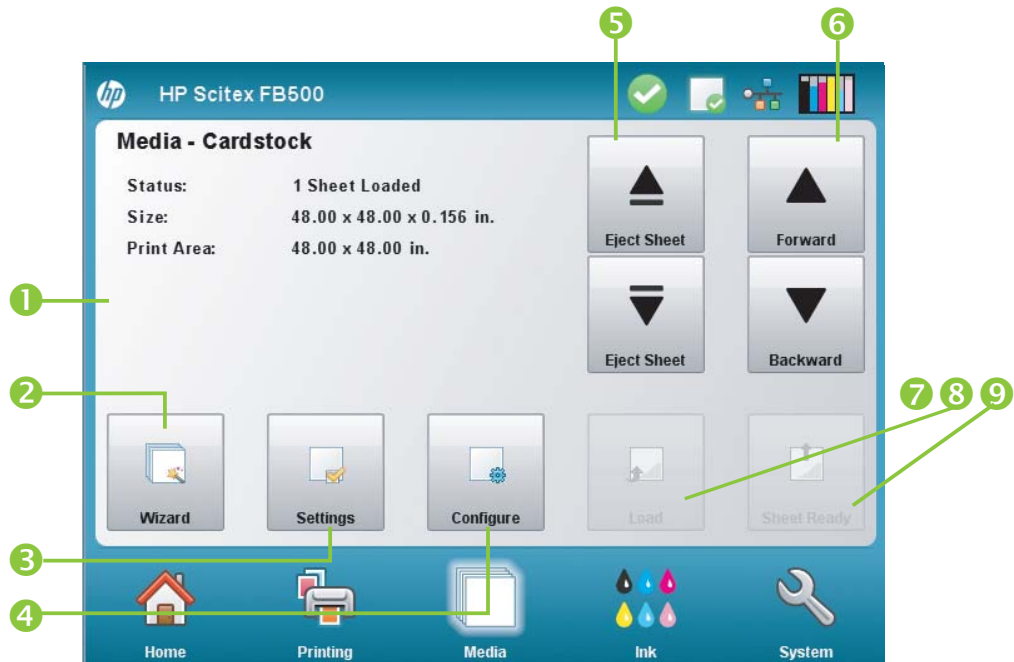 5 6
hp HP Scitex FB500
Media - Cardstock
Status: 1 Sheet Loaded
Size: 48.00 x 48.00 x 0.156 in.
Print Area: 48.00 x 48.00 in.
Eject Sheet Forward
1
Eject Sheet Backward
2
7 8 9
Wizard Settings Configure Load Sheet Ready
3
4
Home Printing Media Ink System